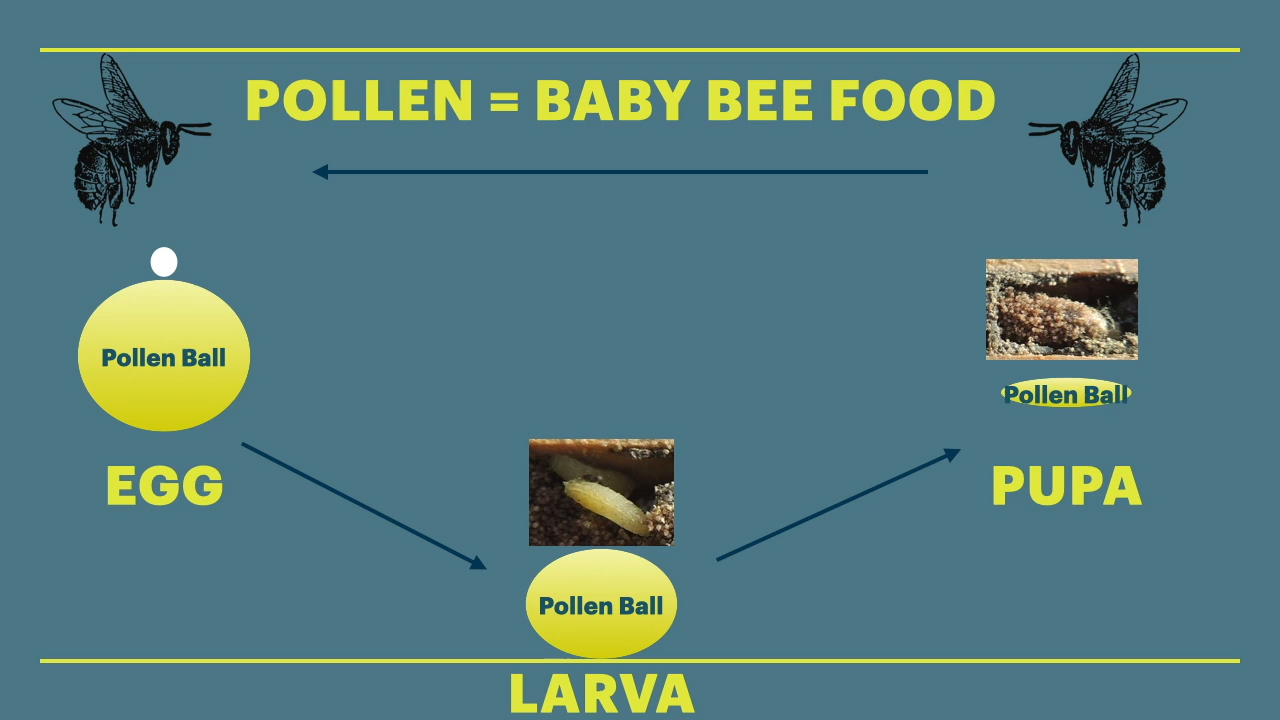 POLLEN = BABY BEE FOOD
Pollen Ball
EGG
Pollen Ball
LARVA
Pollen Ball
PUPA